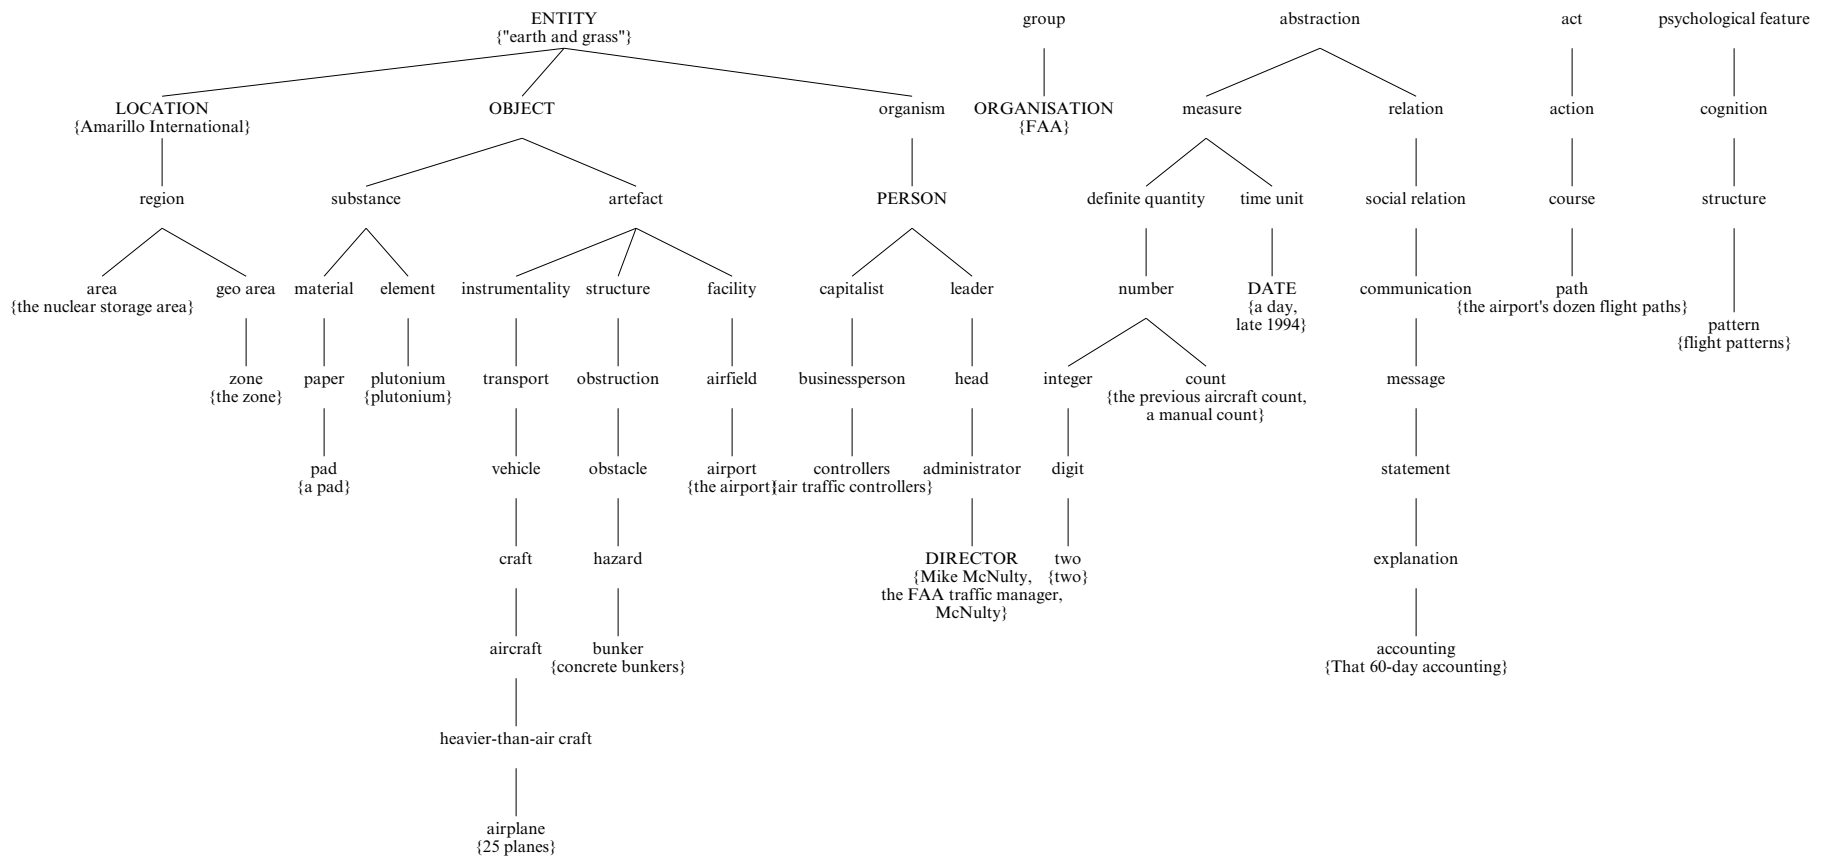 ENTITY group abstraction act psychological feature
{"earth and grass"}
LOCATION OBJECT organism ORGANISATION measure relation action cognition
{Amarillo International} {FAA}
region substance artefact PERSON definite quantity time unit social relation course structure
area geo area material element instrumentality structure facility capitalist leader number DATE communication path
{the nuclear storage area} {a day, {the airport's dozen flight paths}
late 1994} pattern
{flight patterns}
zone paper plutonium transport obstruction airfield businessperson head integer count message
{the zone} {plutonium} {the previous aircraft count,
a manual count}
pad vehicle obstacle airport controllers administrator digit statement
{a pad} {the airport} {air traffic controllers}
craft hazard DIRECTOR two explanation
{Mike McNulty, {two}
the FAA traffic manager,
McNulty}
aircraft bunker accounting
{concrete bunkers} {That 60-day accounting}
heavier-than-air craft
airplane
{25 planes}